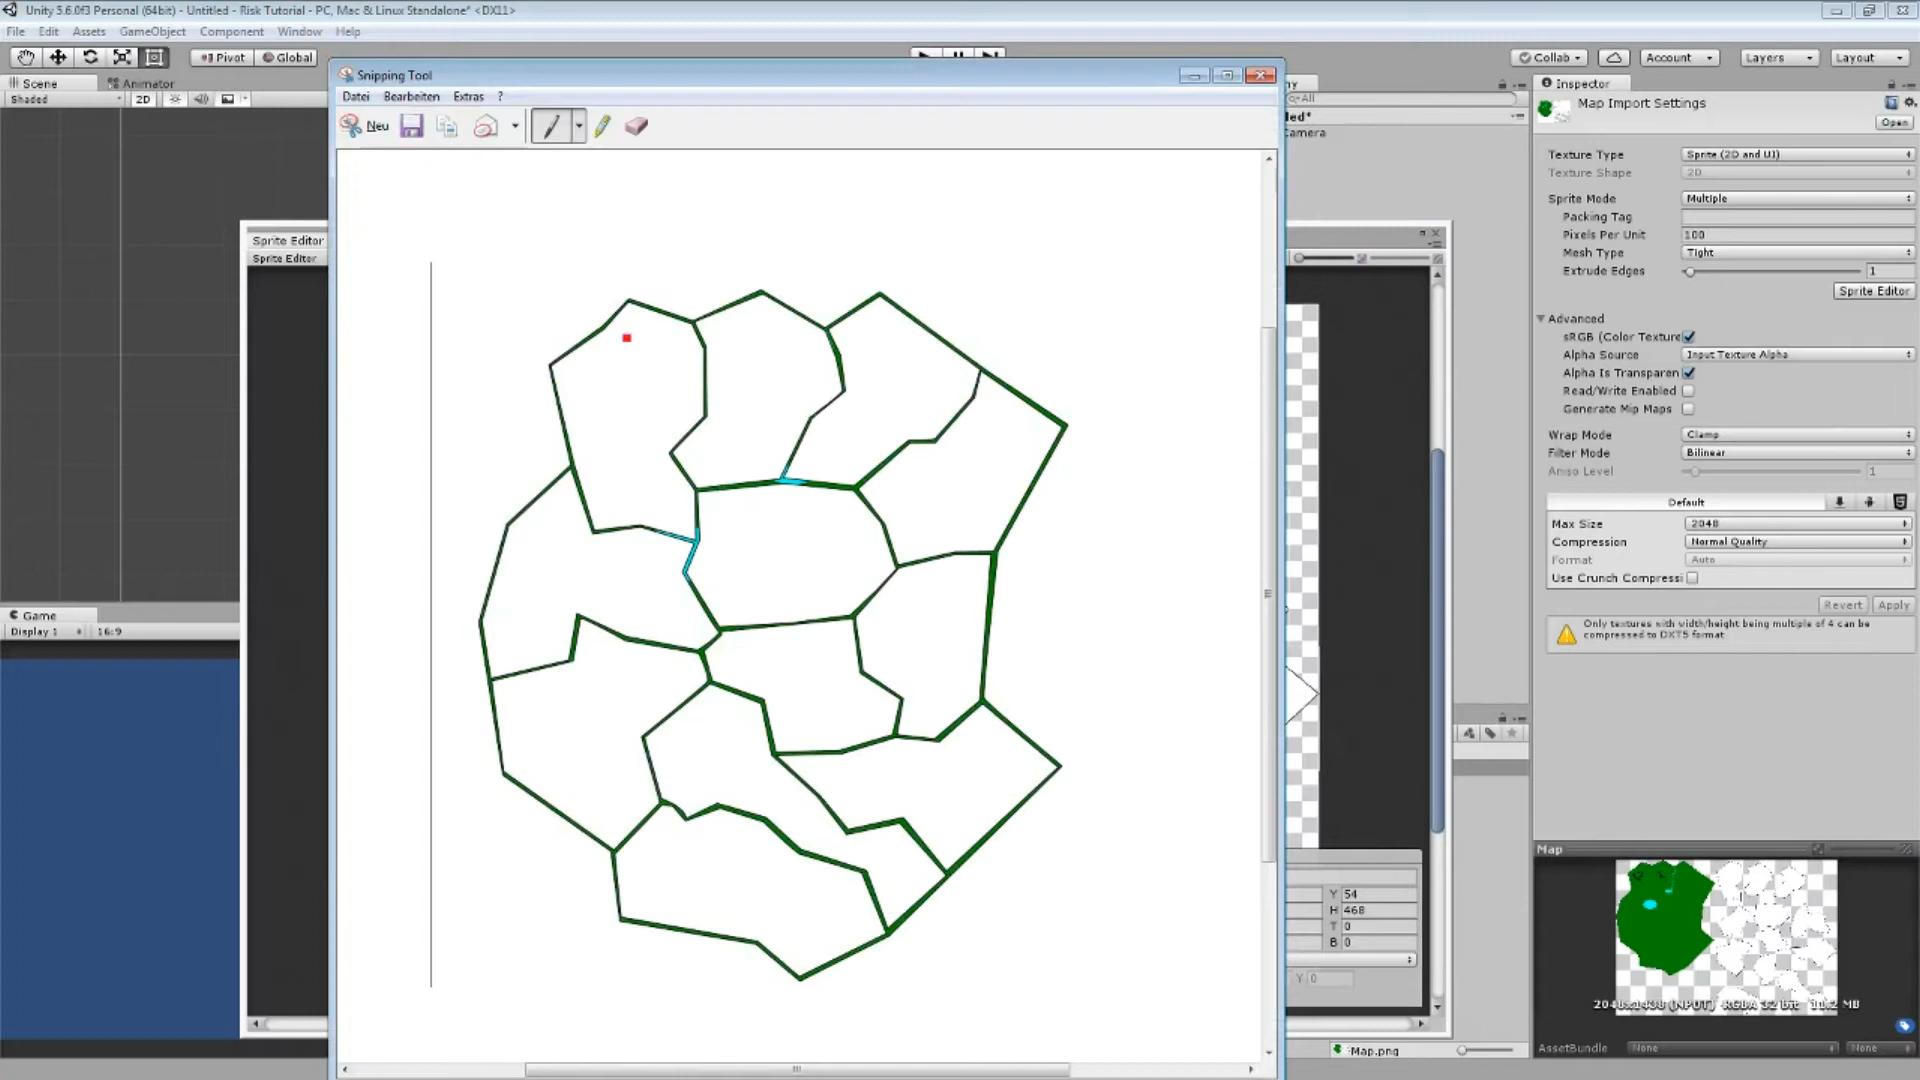 Unity 5.6.0f3 Personal (64bit) - Untitled - Risk Tutorial - PC, Mac & Linux Standalone* <DX11>
File Edit Assets GameObject Component Window Help
Pivot Global Collab Account Layers Layout
Scene Animator
Shaded 2D
Snipping Tool
Datei Bearbeiten Extras ?
Neu
Sprite Editor
Sprite Editor
All
Inspector
Map Import Settings
Open
Texture Type Sprite (2D and UI)
Texture Shape 2D
Sprite Mode Multiple
Packing Tag
Pixels Per Unit 100
Mesh Type Tight
Extrude Edges 1
Sprite Editor
Advanced
sRGB (Color Texture
Alpha Source Input Texture Alpha
Alpha Is Transparen
Read/Write Enabled
Generate Mip Maps
Wrap Mode Clamp
Filter Mode Bilinear
Aniso Level 1
Default
Max Size 2048
Compression Normal Quality
Format Auto
Use Crunch Compressi
Revert Apply
Only textures with width/height being multiple of 4 can be
compressed to DXT5 format
Game
Display 1 16:9
Y 54
H 468
T 0
B 0
Y 0
Map.png
Map
AssetBundle None None